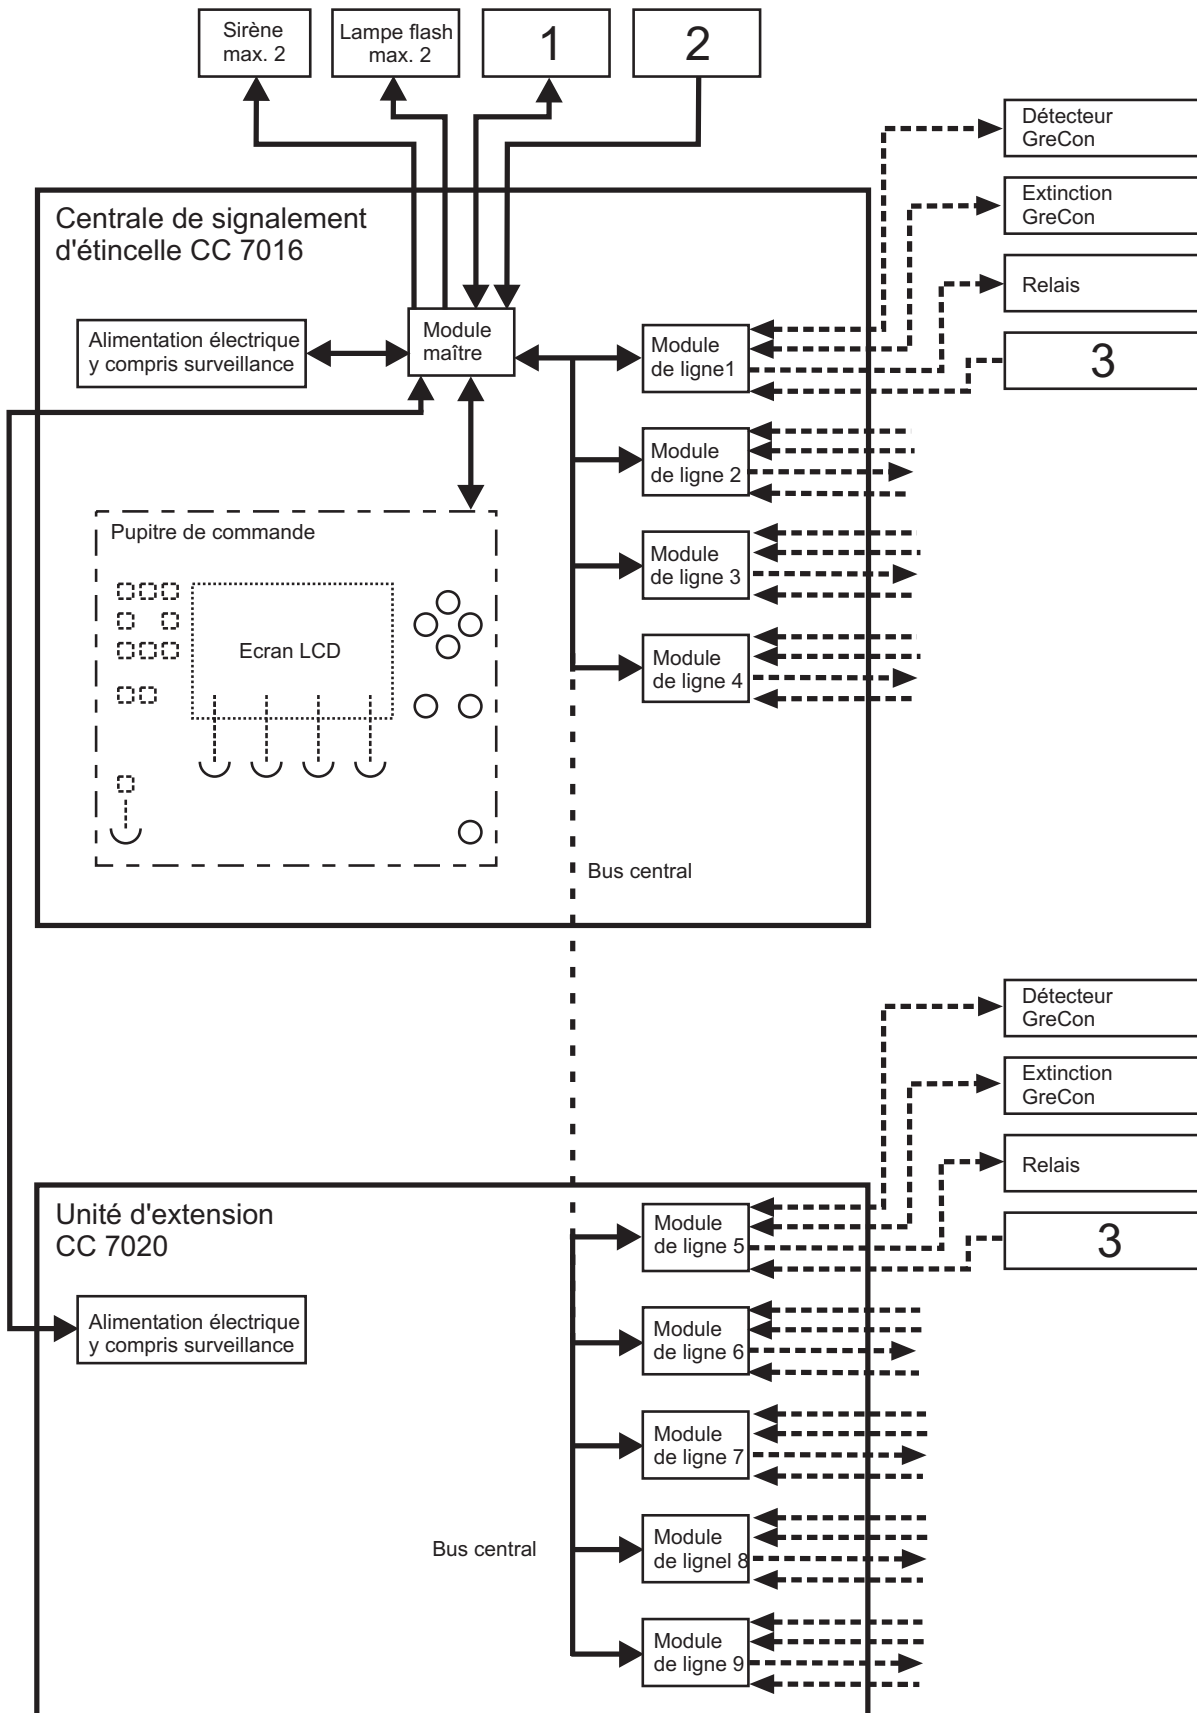 Sirène
max. 2
Lampe flash
max. 2
1
2
Détecteur
GreCon
Extinction
GreCon
Relais
3
Centrale de signalement
d'étincelle CC 7016
Alimentation électrique
y compris surveillance
Module
maître
Module
de ligne1
Module
de ligne 2
Module
de ligne 3
Module
de ligne 4
Pupitre de commande
Ecran LCD
Bus central
Détecteur
GreCon
Extinction
GreCon
Relais
3
Unité d'extension
CC 7020
Alimentation électrique
y compris surveillance
Module
de ligne 5
Module
de ligne 6
Module
de ligne 7
Bus central
Module
de lignel 8
Module
de ligne 9